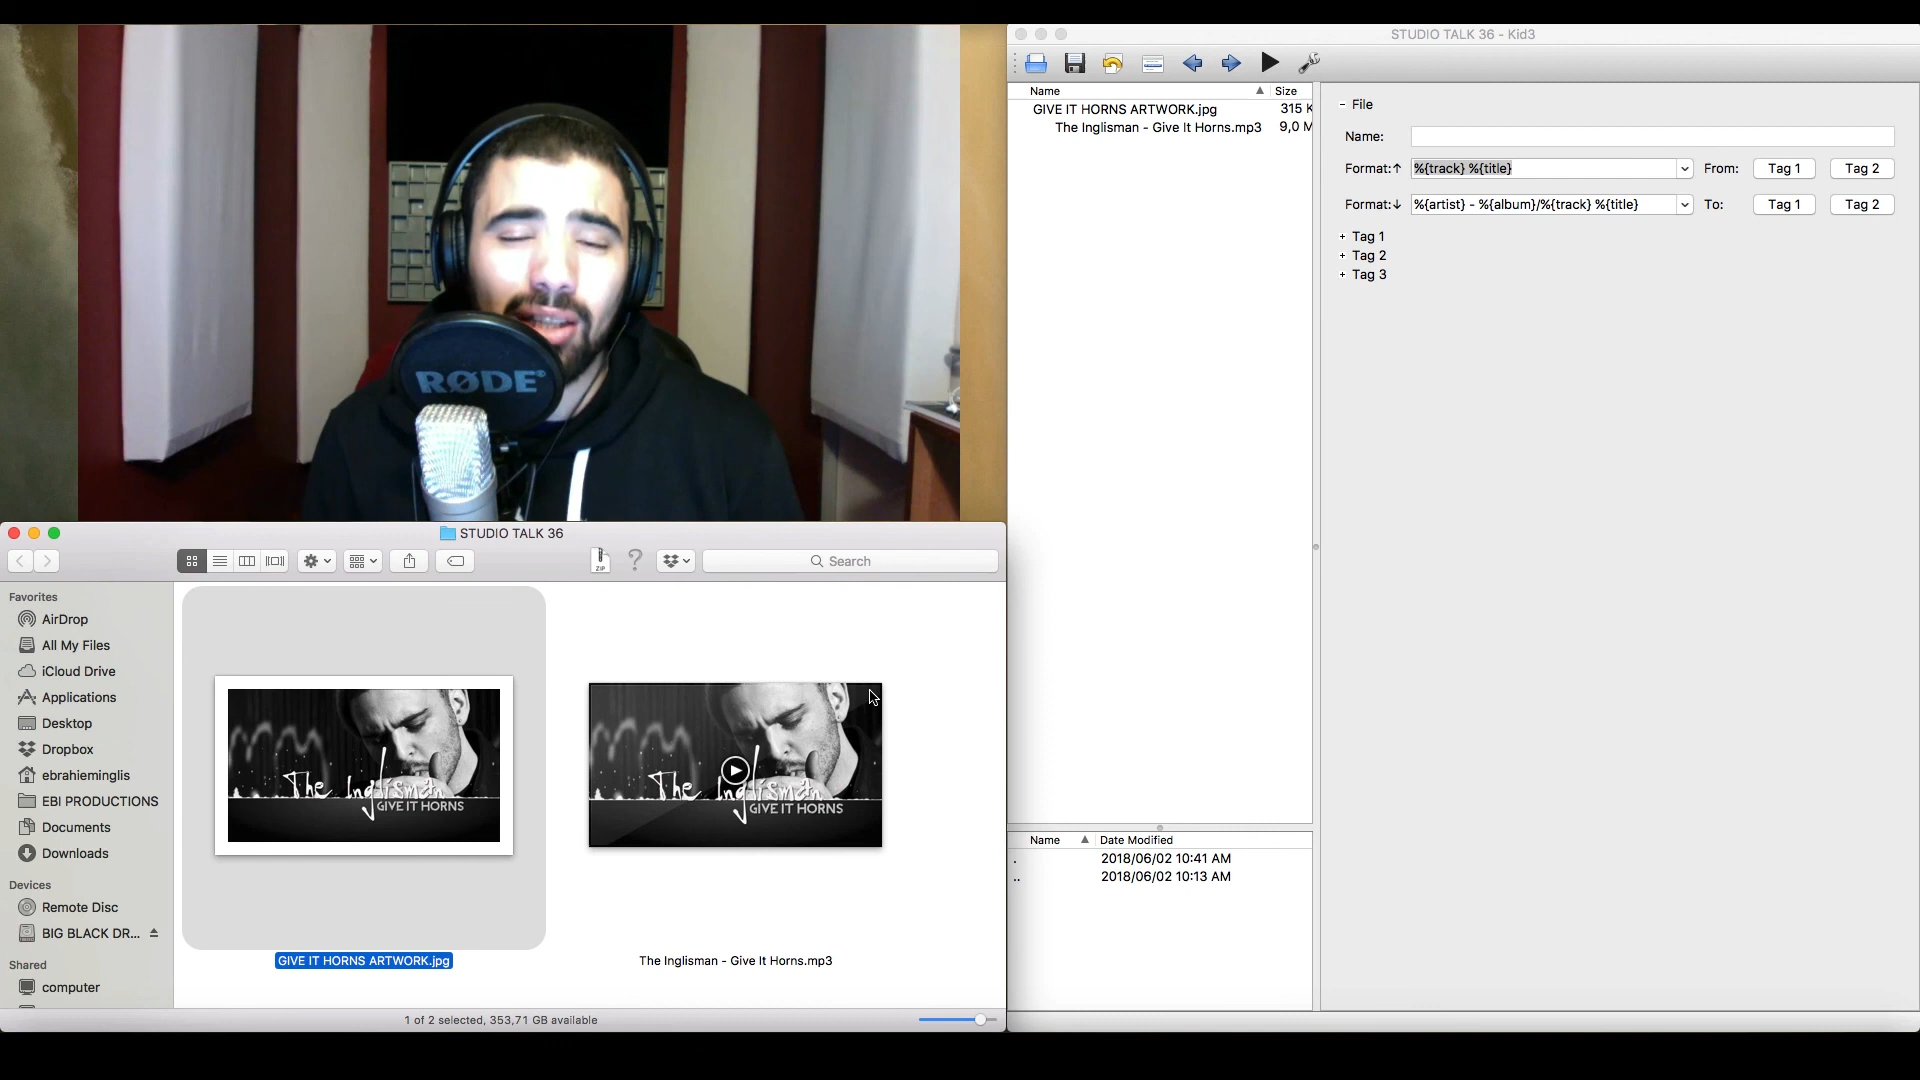 RØDE
STUDIO TALK 36 - Kid3
Name
Size
GIVE IT HORNS ARTWORK.jpg
315 K
The Inglisman - Give It Horns.mp3
9,0 M
File
Name:
Format:↑
%{track} %{title}
From:
Tag 1
Tag 2
Format:↓
%{artist} - %{album}/%{track} %{title}
To:
Tag 1
Tag 2
Tag 1
Tag 2
Tag 3
Name
Date Modified
.
2018/06/02 10:41 AM
..
2018/06/02 10:13 AM
STUDIO TALK 36
ZIP
Search
Favorites
AirDrop
All My Files
iCloud Drive
Applications
Desktop
Dropbox
ebrahieminglis
EBI PRODUCTIONS
Documents
Downloads
Devices
Remote Disc
BIG BLACK DR...
Shared
computer
The Inglisman
GIVE IT HORNS
The Inglisman
GIVE IT HORNS
GIVE IT HORNS ARTWORK.jpg
The Inglisman - Give It Horns.mp3
1 of 2 selected, 353,71 GB available